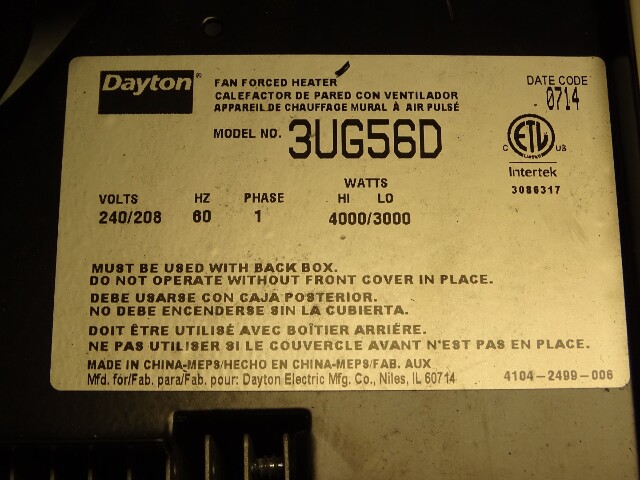 Dayton®
FAN FORCED HEATER
CALEFACTOR DE PARED CON VENTILADOR
APPAREIL DE CHAUFFAGE MURAL À AIR PULSÉ
DATE CODE
0714
MODEL NO. 3UG56D
C ETL US
LISTED
Intertek
3086317
VOLTS HZ PHASE WATTS
HI LO
240/208 60 1 4000/3000
MUST BE USED WITH BACK BOX.
DO NOT OPERATE WITHOUT FRONT COVER IN PLACE.
DEBE USARSE CON CAJA POSTERIOR.
NO DEBE ENCENDERSE SIN LA CUBIERTA.
DOIT ÊTRE UTILISÉ AVEC BOÎTIER ARRIÉRE.
NE PAS UTILISER SI LE COUVERCLE AVANT N'EST PAS EN PLACE.
MADE IN CHINA-MEPS/HECHO EN CHINA-MEPS/FAB. AUX
Mfd. for/Fab. para/Fab. pour: Dayton Electric Mfg. Co., Niles, IL 60714
4104-2499-006